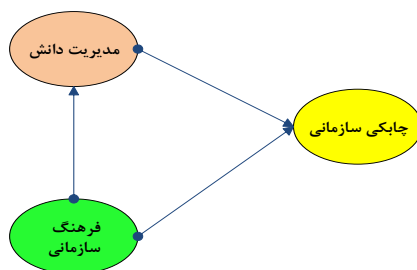 مدیریت دانش
چابکی سازمانی
فرهنگ
سازمانی